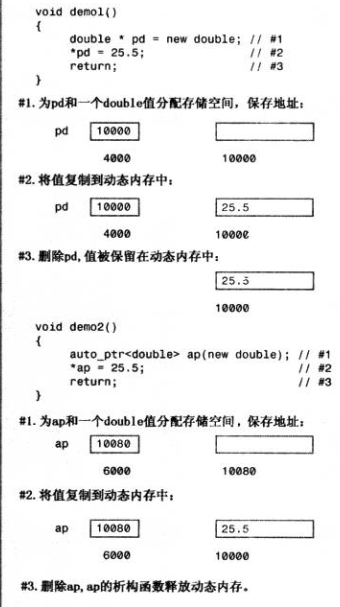 void demo1()
{
double * pd = new double; // #1
*pd = 25.5; // #2
return; // #3
}
#1. 为pd和一个double值分配存储空间，保存地址：
pd 10000
4000 10000
#2. 将值复制到动态内存中：
pd 10000 25.5
4000 10000
#3. 删除pd,值被保留在动态内存中：
25.5
10000
void demo2()
{
auto_ptr<double> ap(new double); // #1
*ap = 25.5; // #2
return; // #3
}
#1. 为ap和一个double值分配存储空间，保存地址：
ap 10080
6000 10080
#2. 将值复制到动态内存中：
ap 10080 25.5
6000 10000
#3. 删除ap,ap的析构函数释放动态内存。